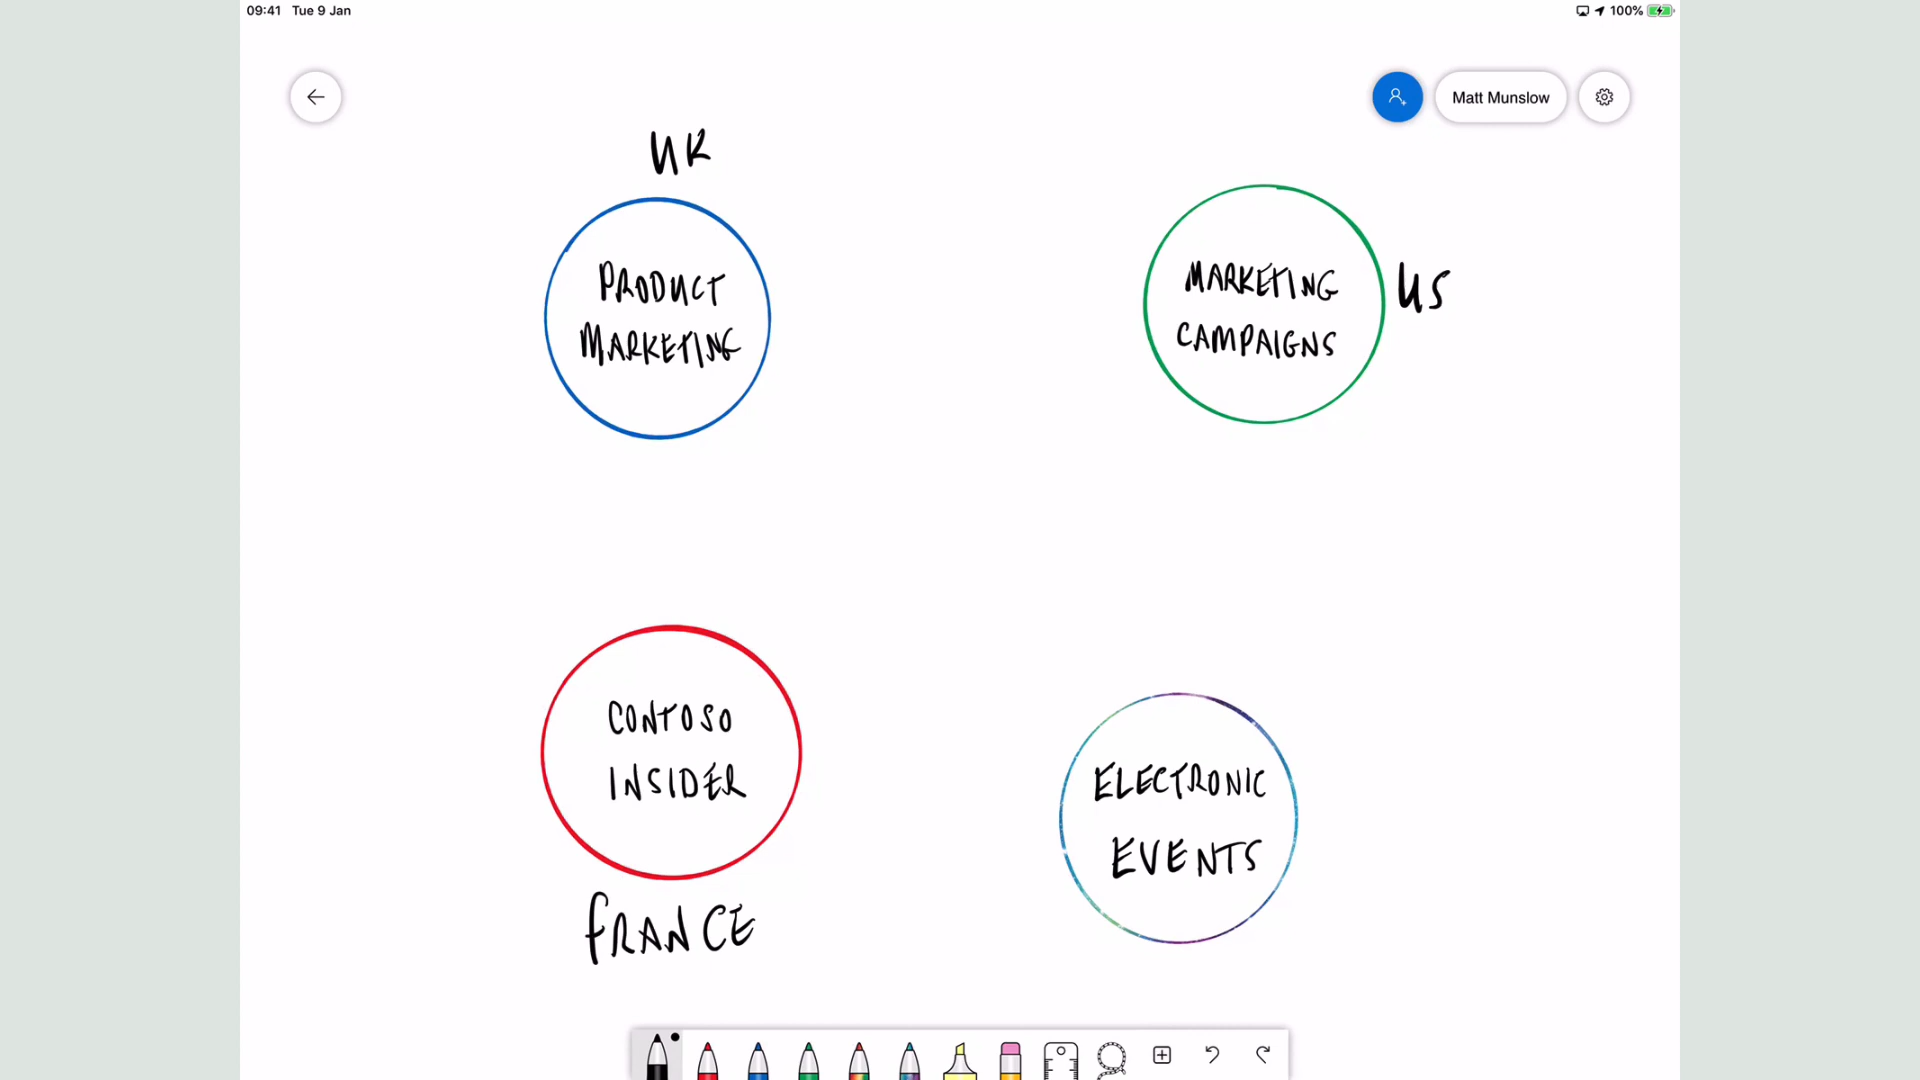 09:41 Tue 9 Jan
100%
Matt Munslow
UK
PRODUCT
MARKETING
MARKETING
CAMPAIGNS
US
CONTOSO
INSIDER
FRANCE
ELECTRONIC
EVENTS